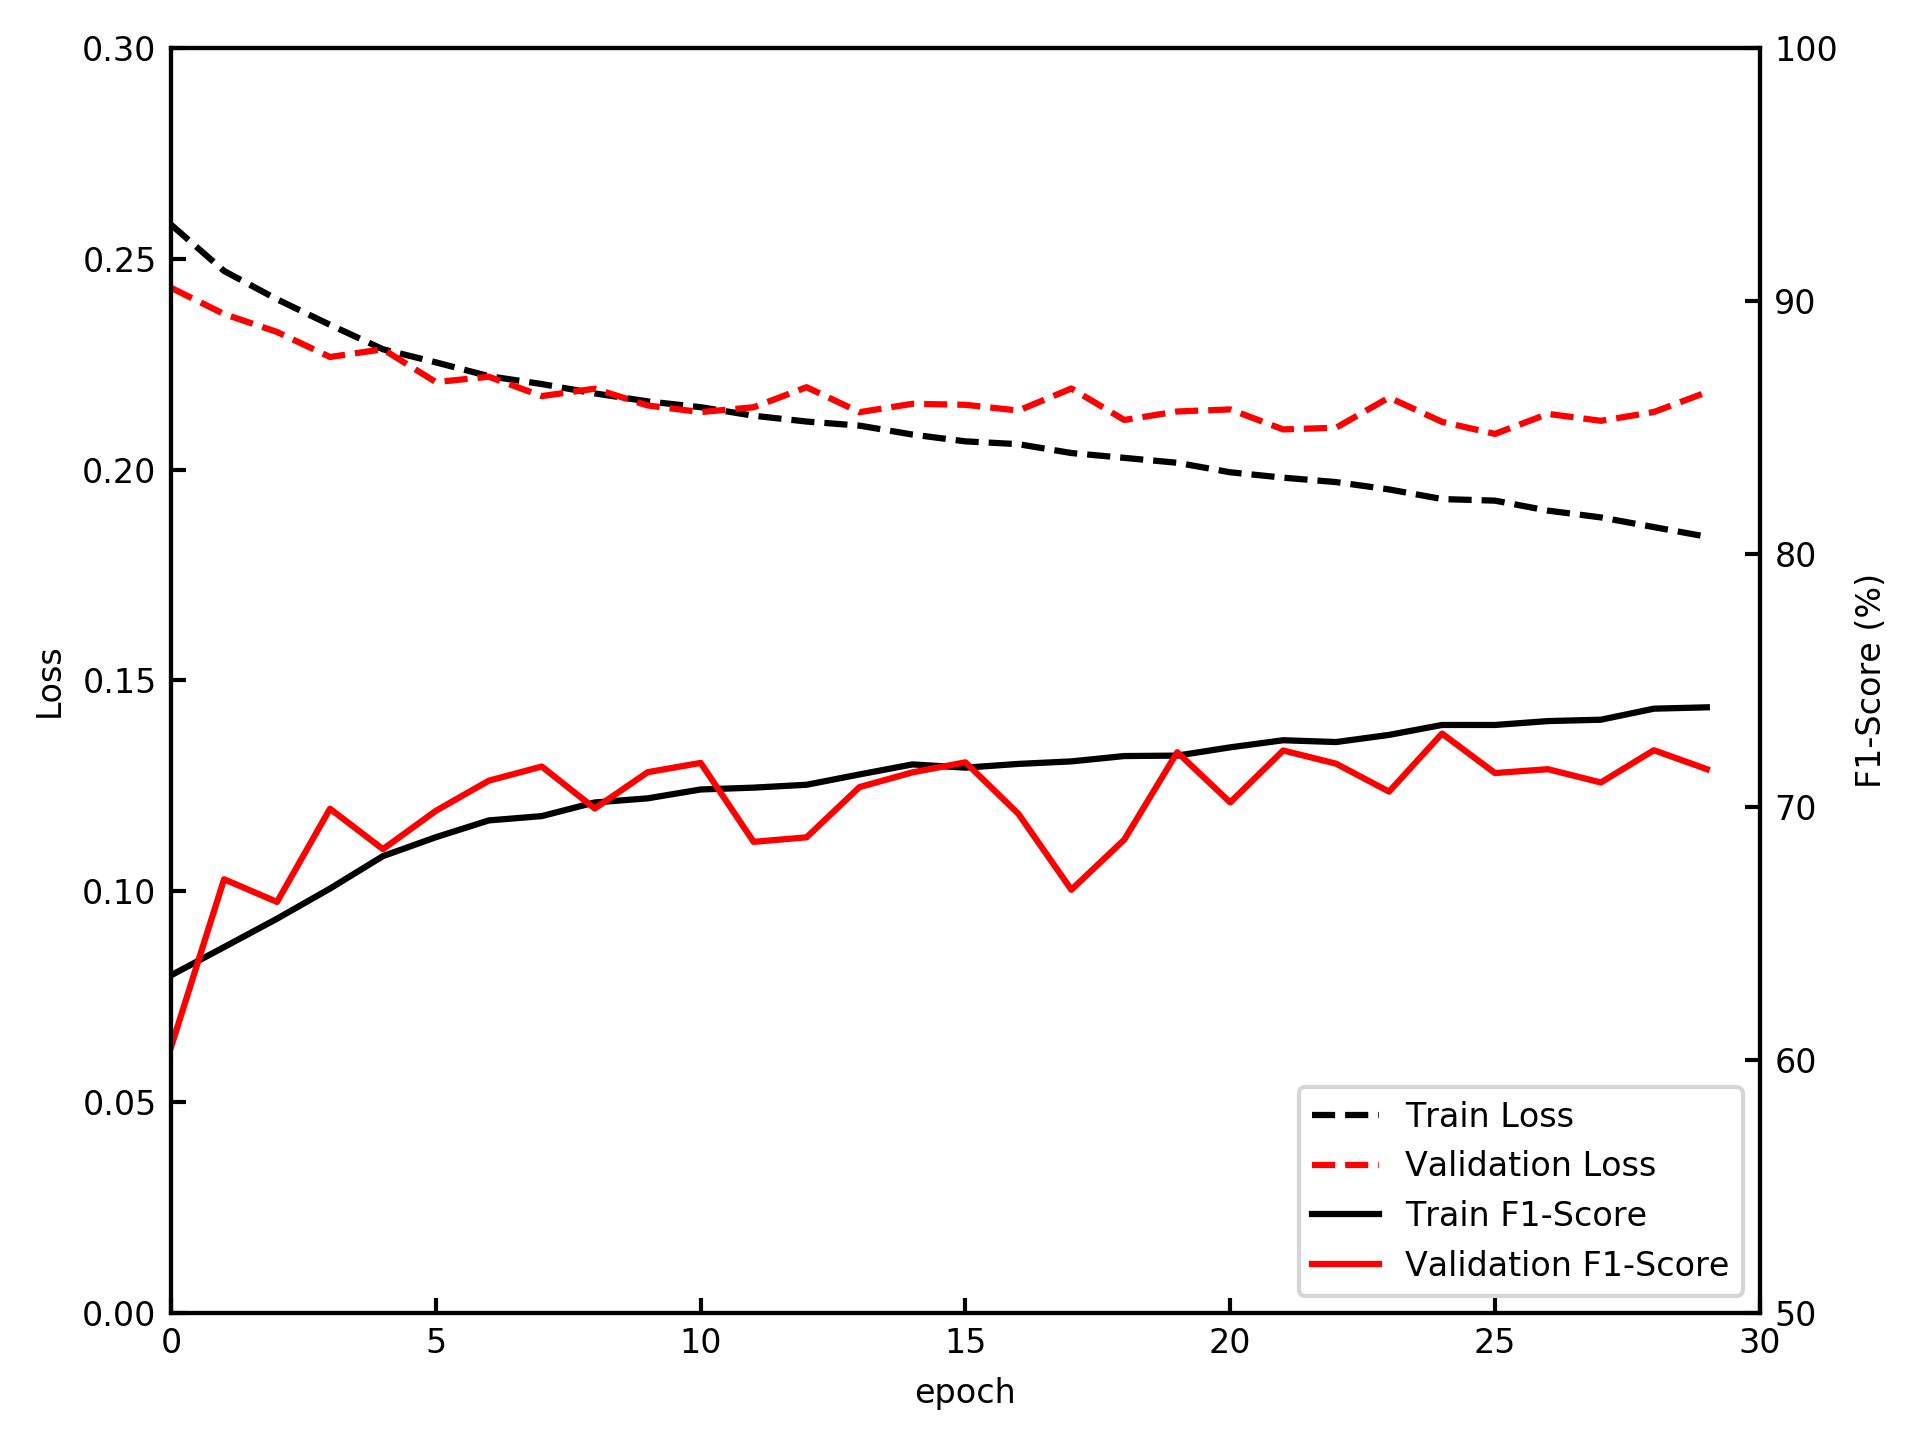 0.30
0.25
0.20
0.15
0.10
0.05
0.00
Loss
100
90
80
70
60
50
F1-Score (%)
Train Loss
Validation Loss
Train F1-Score
Validation F1-Score
0 5 10 15 20 25 30
epoch